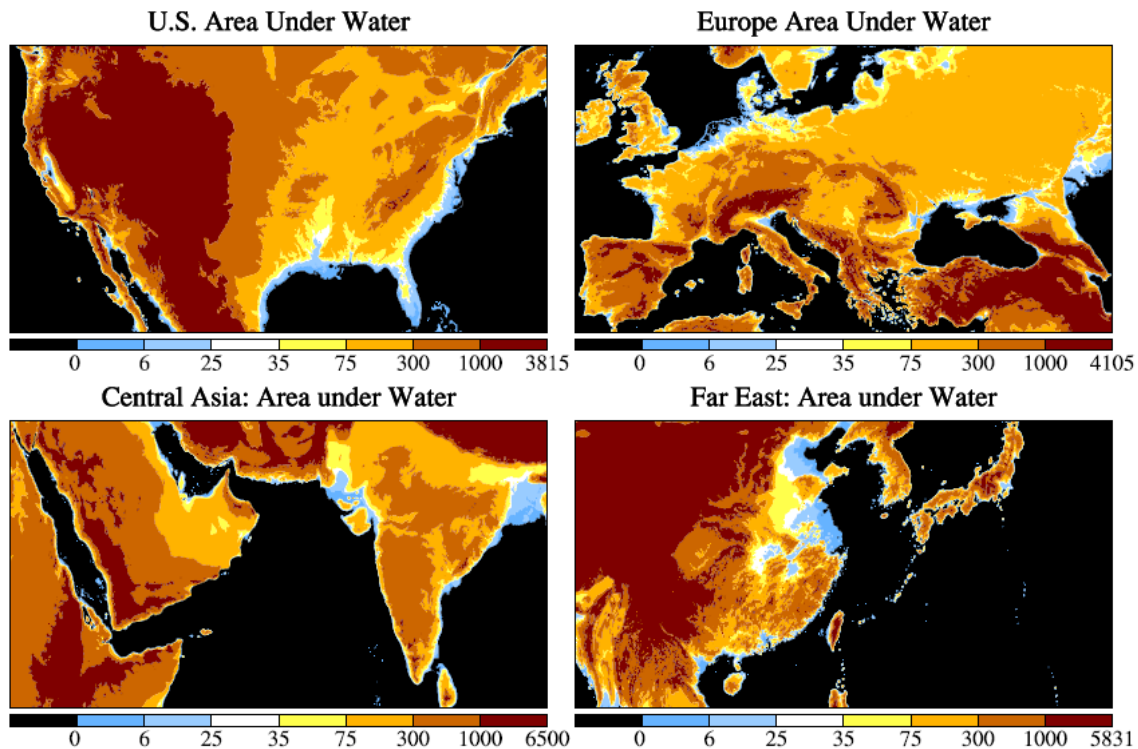 U.S. Area Under Water
Europe Area Under Water
0 6 25 35 75 300 1000 3815
0 6 25 35 75 300 1000 4105
Central Asia: Area under Water
Far East: Area under Water
0 6 25 35 75 300 1000 6500
0 6 25 35 75 300 1000 5831